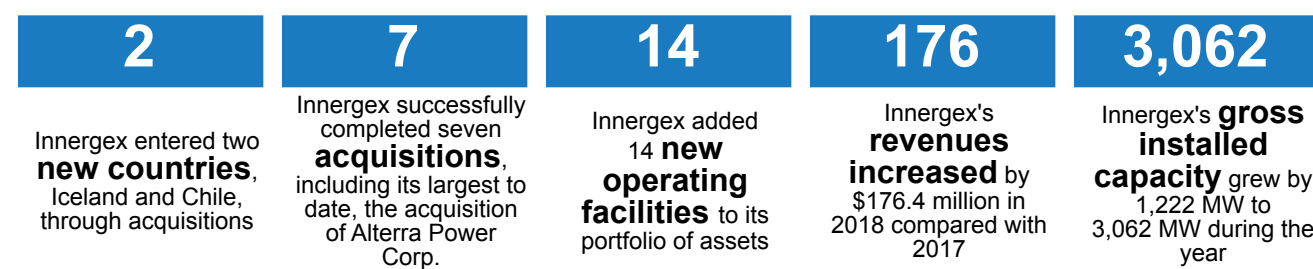 2
Innergex entered two
new countries,
Iceland and Chile,
through acquisitions
7
Innergex successfully
completed seven
acquisitions,
including its largest to
date, the acquisition
of Alterra Power
Corp.
14
Innergex added
14 new
operating
facilities to its
portfolio of assets
176
Innergex's
revenues
increased by
$176.4 million in
2018 compared with
2017
3,062
Innergex's gross
installed
capacity grew by
1,222 MW to
3,062 MW during the
year